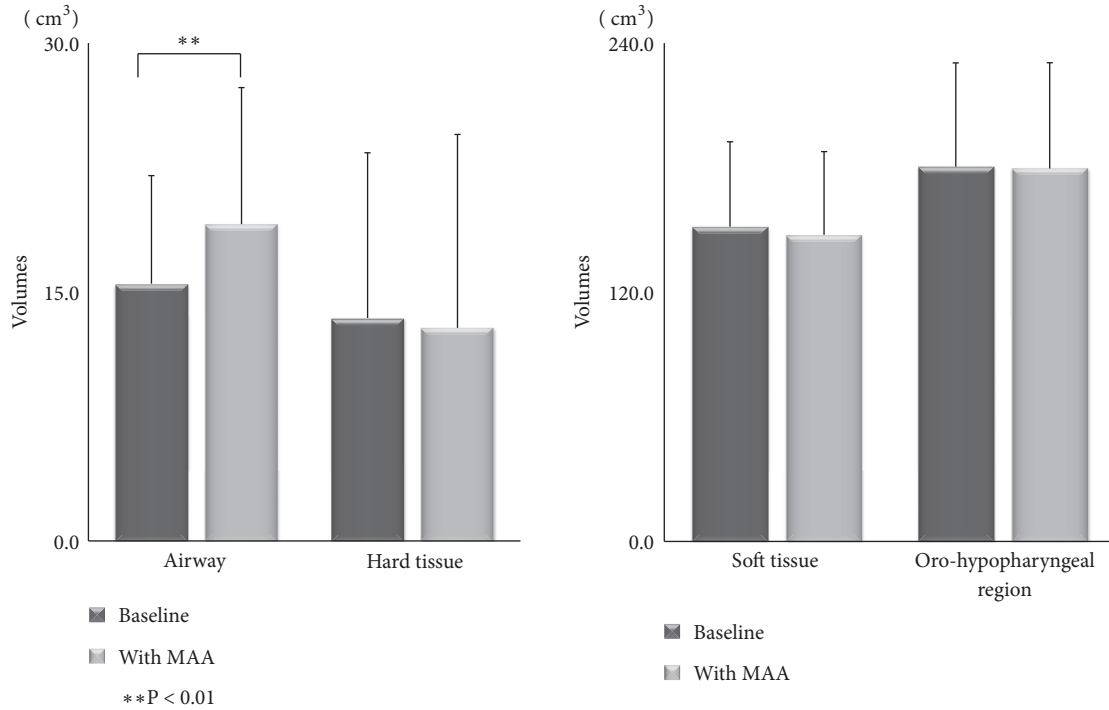 ( cm³)
30.0
**
15.0
0.0
Volumes
Airway
Hard tissue
Baseline
With MAA
**P < 0.01
( cm³)
240.0
120.0
0.0
Volumes
Soft tissue
Oro-hypopharyngeal
region
Baseline
With MAA